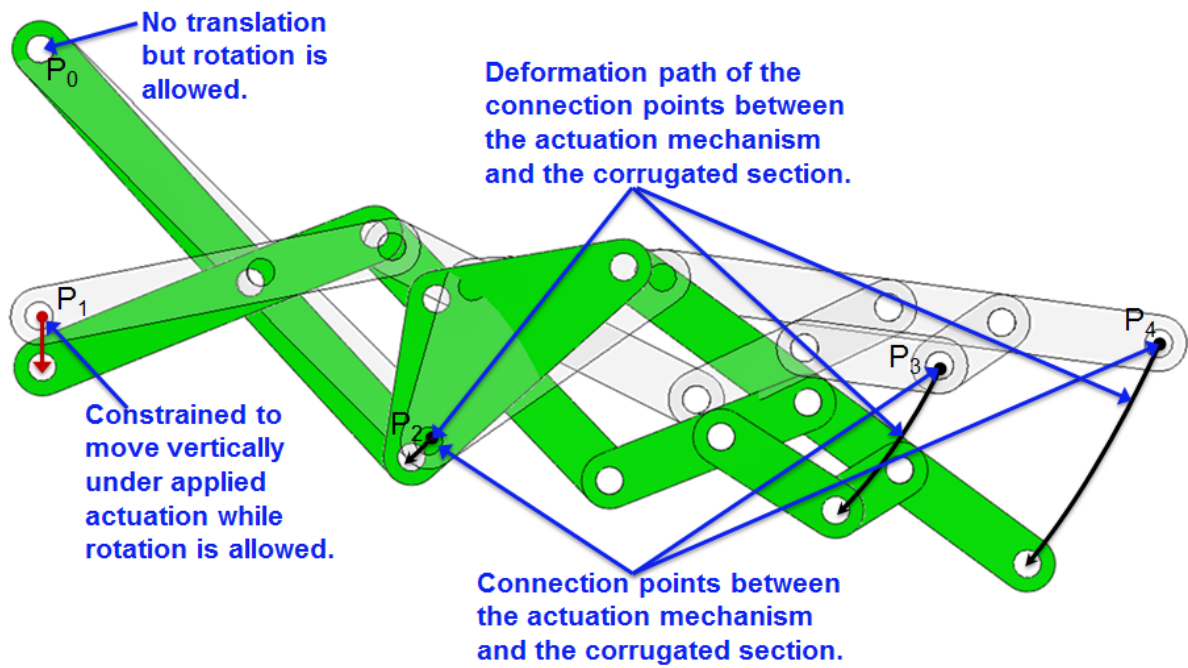 No translation
but rotation is
allowed.
P0
Deformation path of the
connection points between
the actuation mechanism
and the corrugated section.
P1
P4
P3
P2
Constrained to
move vertically
under applied
actuation while
rotation is allowed.
Connection points between
the actuation mechanism
and the corrugated section.